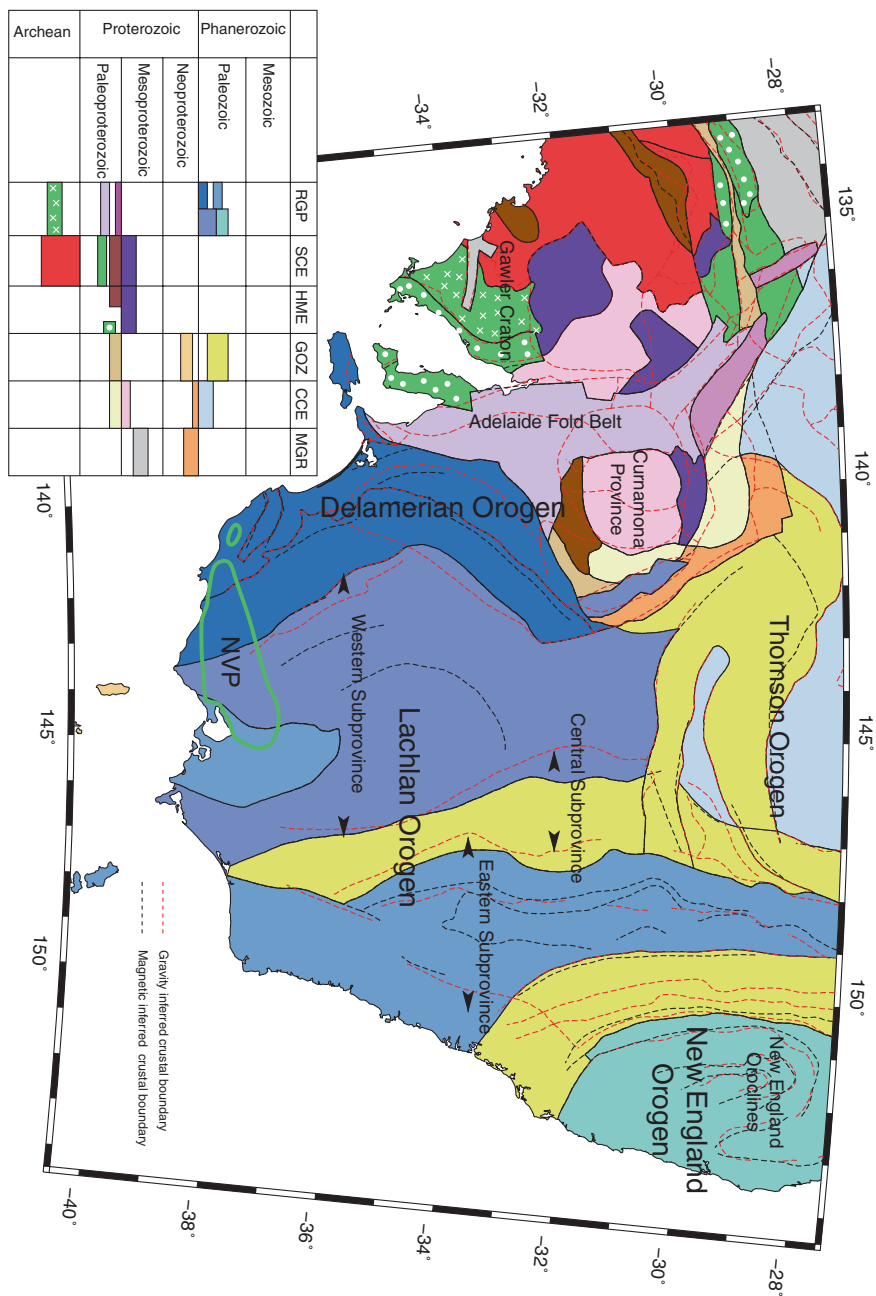 −28˚
−30˚
−32˚
−34˚
135˚
140˚
145˚
150˚
−28˚
−30˚
−32˚
−34˚
−36˚
−38˚
−40˚
140˚
145˚
150˚
Gawler Craton
Adelaide Fold Belt
Curnamona
Province
Delamerian Orogen
Thomson Orogen
NVP
Western Subprovince
Central Subprovince
Eastern Subprovince
Lachlan Orogen
New England
Oroclines
New England
Orogen
Gravity inferred crustal boundary
Magnetic inferred crustal boundary
RGP
SCE
HME
GOZ
CCE
MGR
Phanerozoic
Mesozoic
Paleozoic
Proterozoic
Neoproterozoic
Mesoproterozoic
Paleoproterozoic
Archean